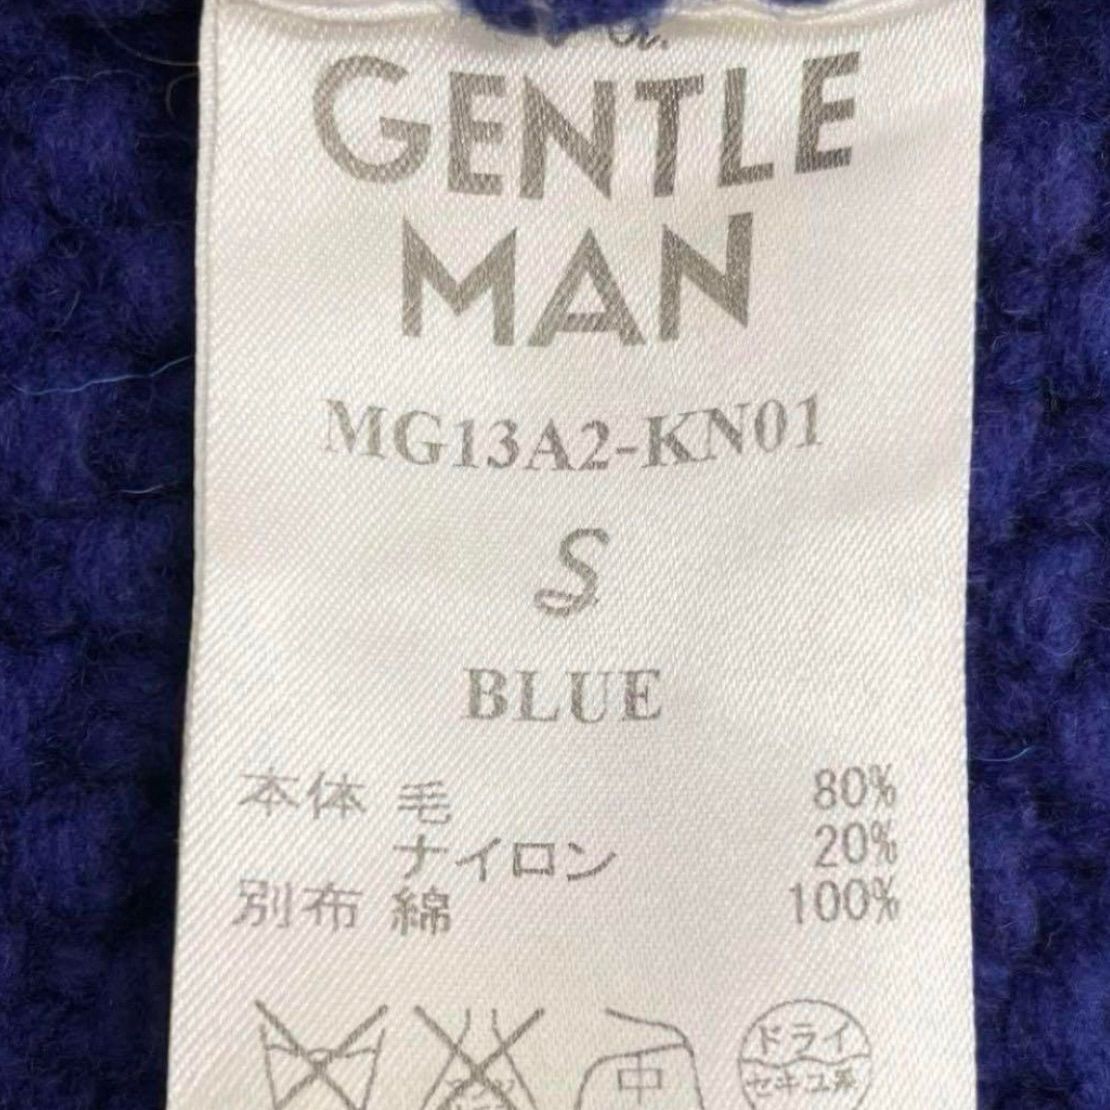 GENTLE
MAN
MG13A2-KN01
S
BLUE
本体 毛 80%
ナイロン 20%
別布 綿 100%
中
ドライ
セキユ系